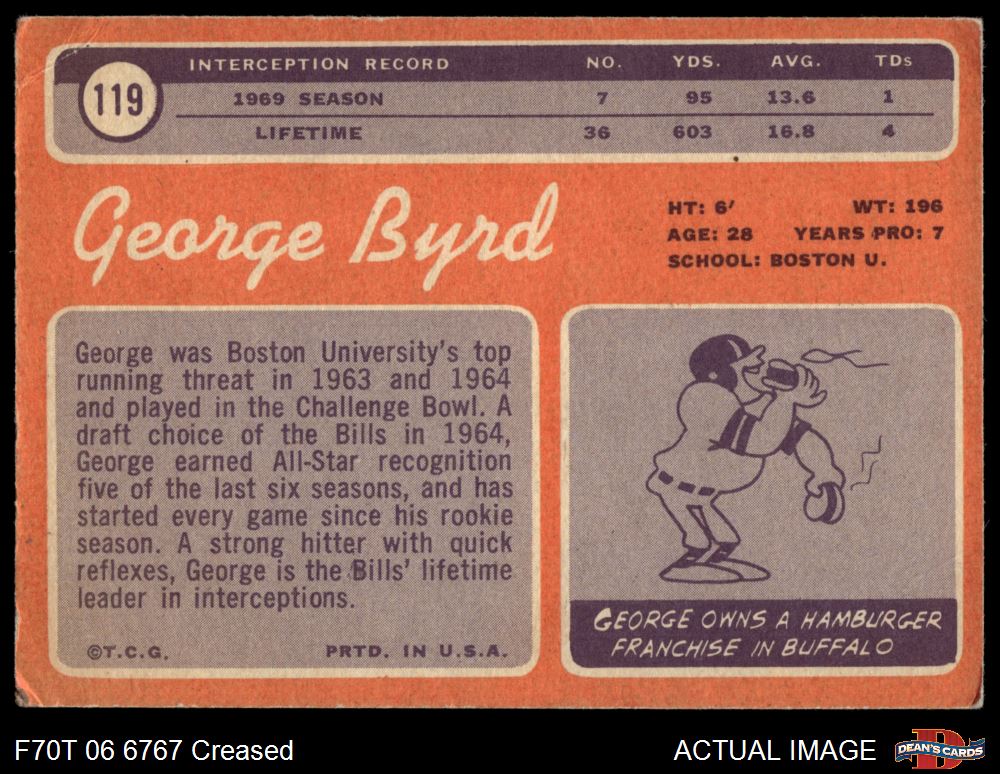 119
INTERCEPTION RECORD NO. YDS. AVG. TDs
1969 SEASON 7 95 13.6 1
LIFETIME 36 603 16.8 4
George Byrd
HT: 6′ WT: 196
AGE: 28 YEARS PRO: 7
SCHOOL: BOSTON U.
George was Boston University's top
running threat in 1963 and 1964
and played in the Challenge Bowl. A
draft choice of the Bills in 1964,
George earned All-Star recognition
five of the last six seasons, and has
started every game since his rookie
season. A strong hitter with quick
reflexes, George is the Bills' lifetime
leader in interceptions.
©T.C.G. PRTD. IN U.S.A.
GEORGE OWNS A HAMBURGER
FRANCHISE IN BUFFALO
F70T 06 6767 Creased
ACTUAL IMAGE
DEAN'S CARDS